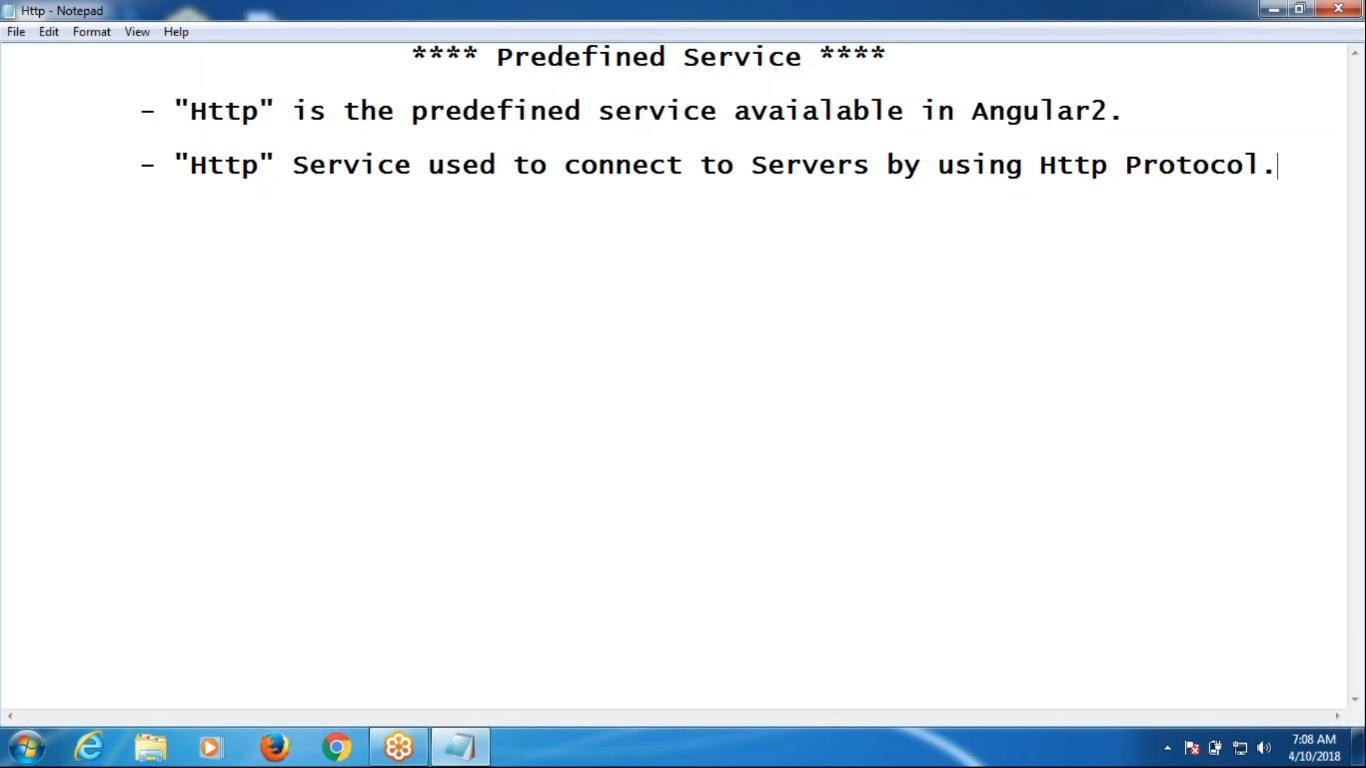 Http - Notepad
File Edit Format View Help
**** Predefined Service ****
- "Http" is the predefined service avaialable in Angular2.
- "Http" Service used to connect to Servers by using Http Protocol.
7:08 AM
4/10/2018